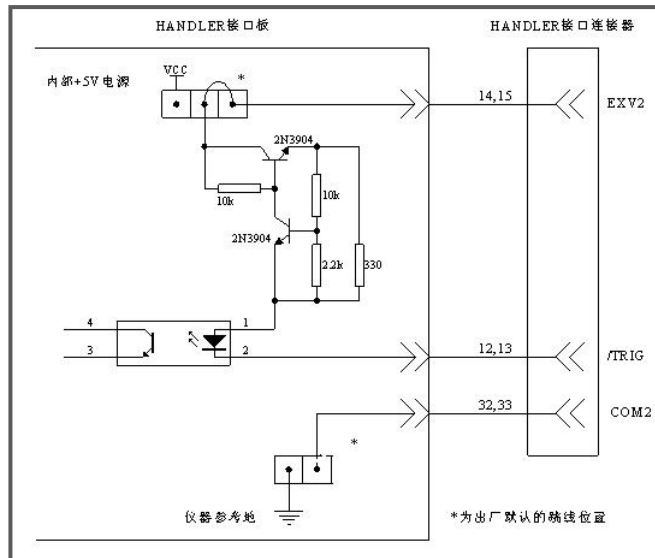 HANDLER接口板
HANDLER接口连接器
内部+5V电源
VCC
*
14,15
EXV2
2N3904
10k
10k
2N3904
2.2k
330
4
1
3
2
12,13
/TRIG
32,33
COM2
*
仪器参考地
*为出厂默认的跳线位置